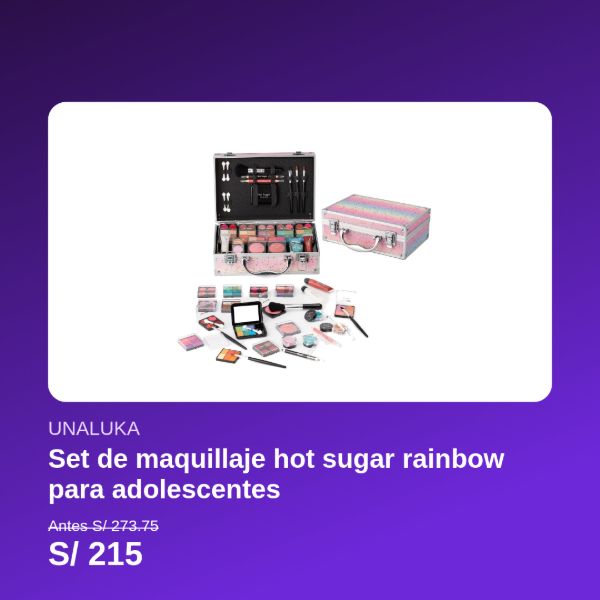 UNALUKA
Set de maquillaje hot sugar rainbow
para adolescentes
Antes S/ 273.75
S/ 215